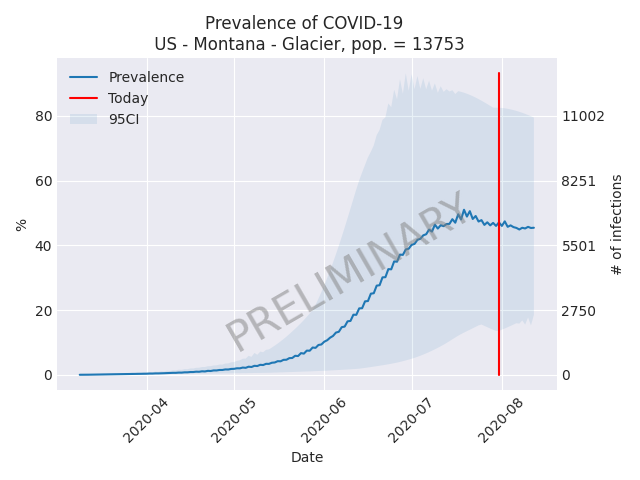 Prevalence of COVID-19
US - Montana - Glacier, pop. = 13753
Prevalence
Today
95CI
80
60
40
20
0
%
11002
8251
5501
2750
0
# of infections
PRELIMINARY
2020-04
2020-05
2020-06
2020-07
2020-08
Date